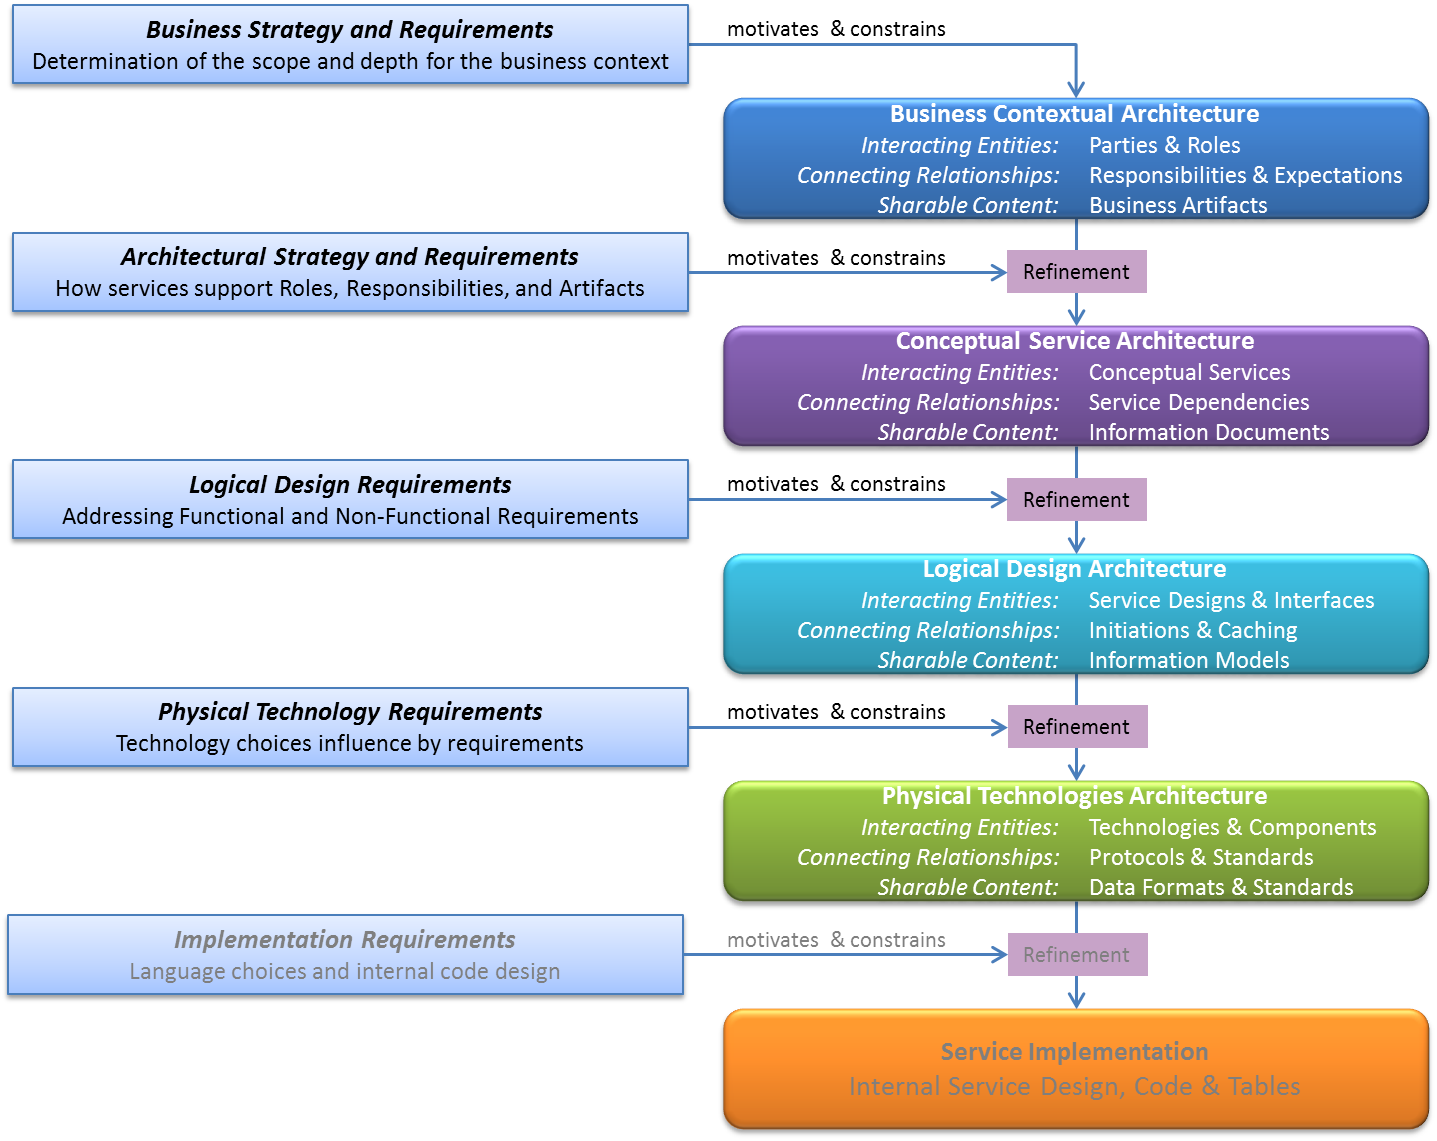 Business Strategy and Requirements
Determination of the scope and depth for the business context
motivates & constrains
Business Contextual Architecture
Interacting Entities: Parties & Roles
Connecting Relationships: Responsibilities & Expectations
Sharable Content: Business Artifacts
Architectural Strategy and Requirements
How services support Roles, Responsibilities, and Artifacts
motivates & constrains
Refinement
Conceptual Service Architecture
Interacting Entities: Conceptual Services
Connecting Relationships: Service Dependencies
Sharable Content: Information Documents
Logical Design Requirements
Addressing Functional and Non-Functional Requirements
motivates & constrains
Refinement
Logical Design Architecture
Interacting Entities: Service Designs & Interfaces
Connecting Relationships: Initiations & Caching
Sharable Content: Information Models
Physical Technology Requirements
Technology choices influence by requirements
motivates & constrains
Refinement
Physical Technologies Architecture
Interacting Entities: Technologies & Components
Connecting Relationships: Protocols & Standards
Sharable Content: Data Formats & Standards
Implementation Requirements
Language choices and internal code design
motivates & constrains
Refinement
Service Implementation
Internal Service Design, Code & Tables